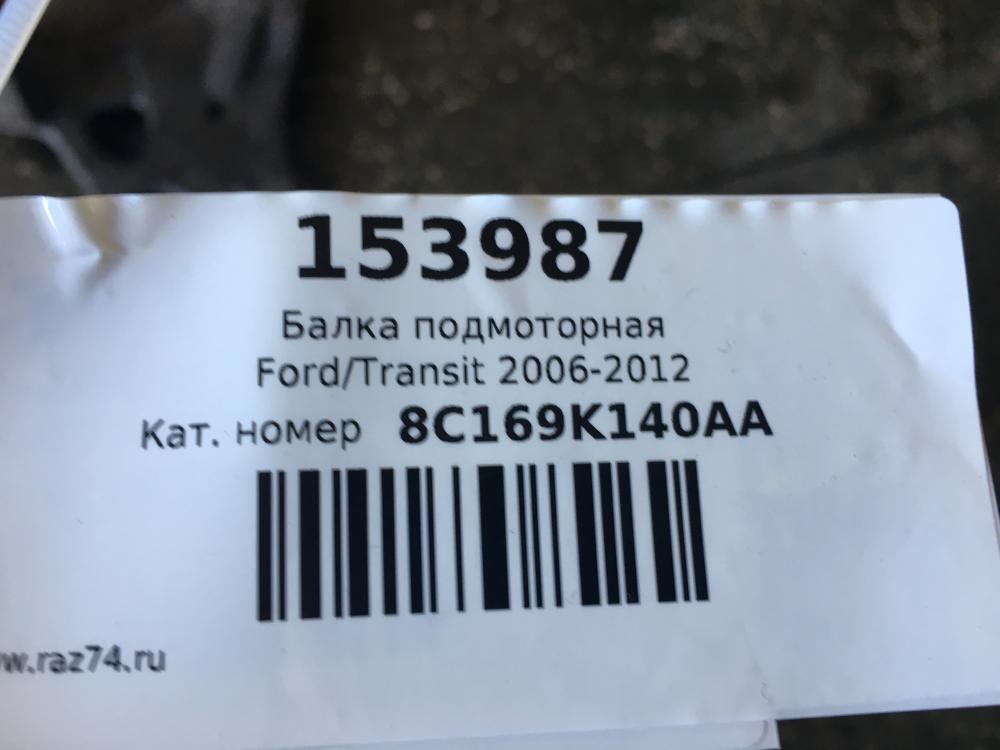 153987
Балка подмоторная
Ford/Transit 2006-2012
Кат. номер 8C169K140AA
w.raz74.ru